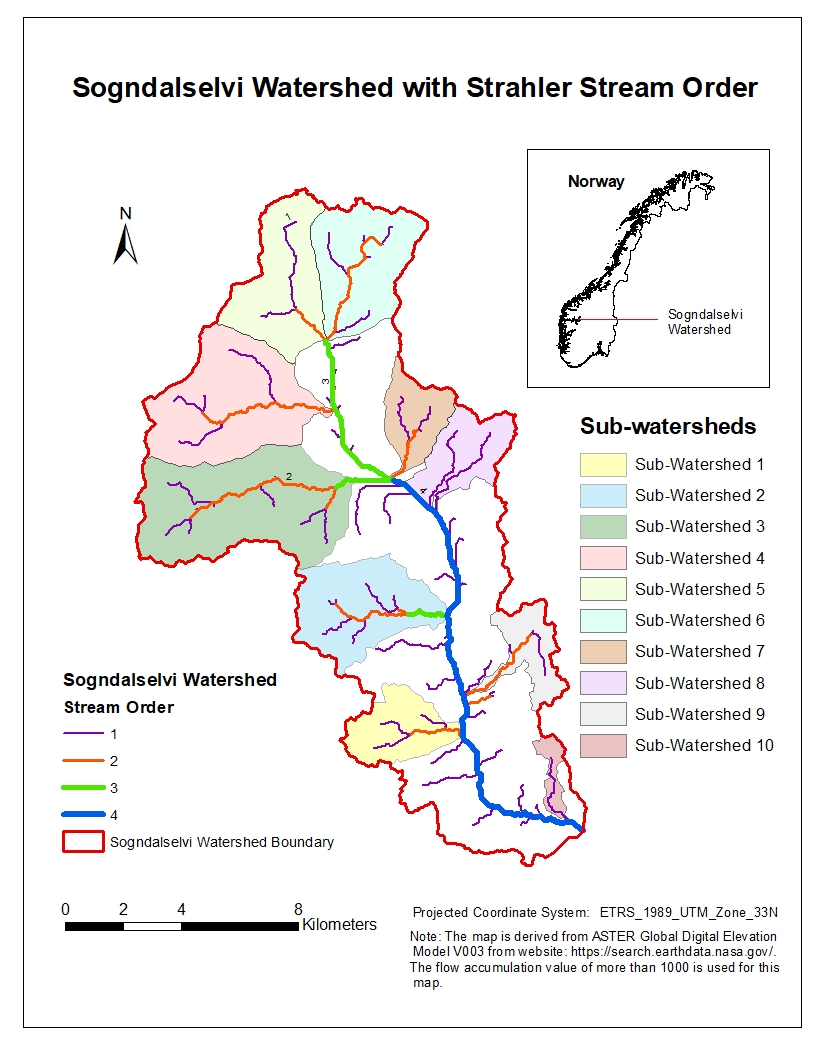 Sogndalselvi Watershed with Strahler Stream Order
Norway
Sogndalselvi
Watershed
N
1
3
2
4
Sub-watersheds
Sub-Watershed 1
Sub-Watershed 2
Sub-Watershed 3
Sub-Watershed 4
Sub-Watershed 5
Sub-Watershed 6
Sub-Watershed 7
Sub-Watershed 8
Sub-Watershed 9
Sub-Watershed 10
Sogndalselvi Watershed
Stream Order
1
2
3
4
Sogndalselvi Watershed Boundary
0 2 4 8
Kilometers
Projected Coordinate System: ETRS_1989_UTM_Zone_33N
Note: The map is derived from ASTER Global Digital Elevation
Model V003 from website: https://search.earthdata.nasa.gov/.
The flow accumulation value of more than 1000 is used for this
map.